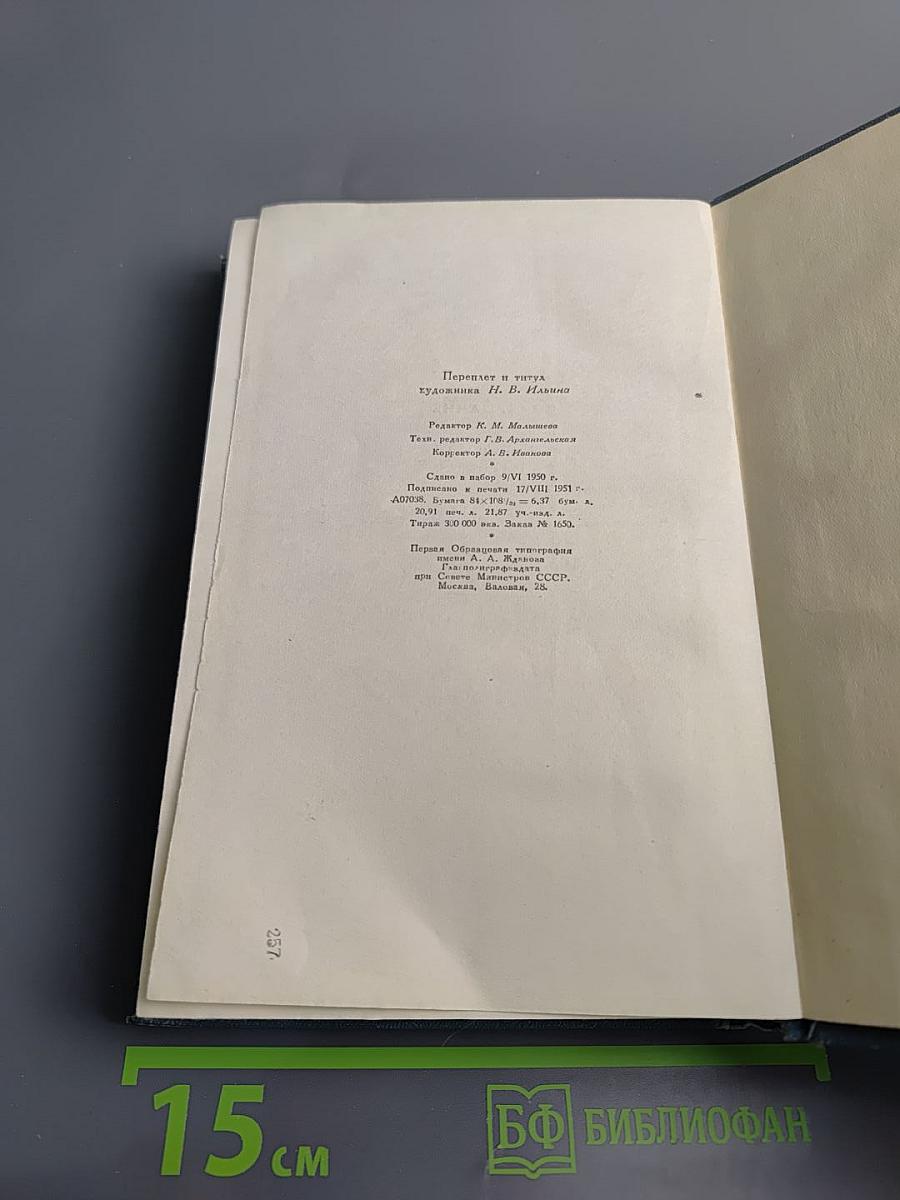 Переплет и титул
художника Н. В. Ильина
Редактор К. М. Малышева
Техн. редактор Г. В. Архангельская
Корректор А. В. Иванова
*
Сдано в набор 9/VI 1950 г.
Подписано к печати 17/VIII 1951 г.
А07038. Бумага 84×108¹/₃₂ = 6,37 бум. л.
20,91 печ. л. 21,87 уч.-изд. л.
Тираж 300 000 экз. Заказ № 1650.
*
Первая Образцовая типография
имени А. А. Жданова
Главполиграфиздата
при Совете Министров СССР.
Москва, Валовая, 28.
257.
15 см
БФ БИБЛИОФАН